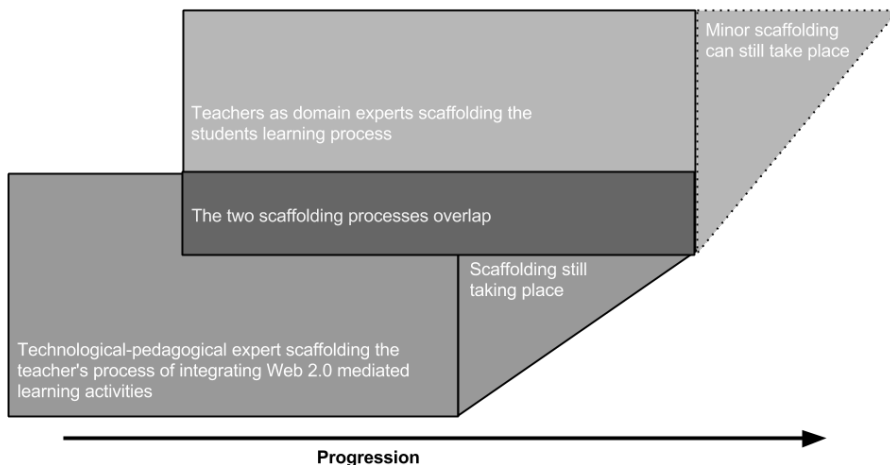 Minor scaffolding
can still take place
Teachers as domain experts scaffolding the
students learning process
The two scaffolding processes overlap
Scaffolding still
taking place
Technological-pedagogical expert scaffolding the
teacher's process of integrating Web 2.0 mediated
learning activities
Progression